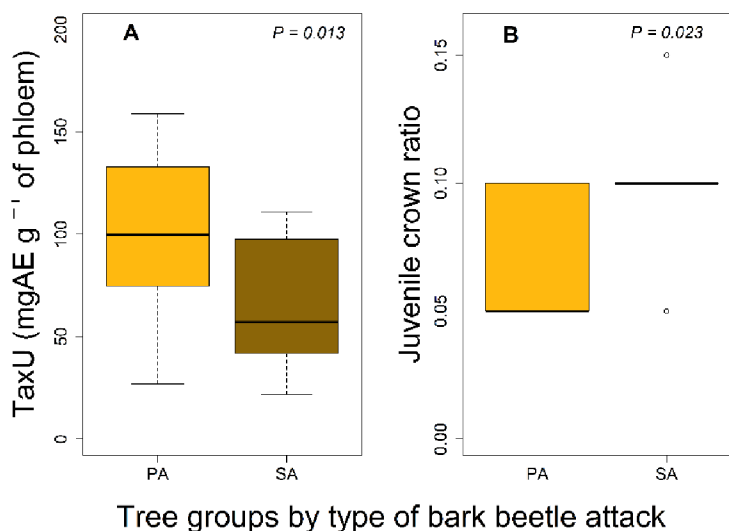 A
P = 0.013
TaxU (mgAE g⁻¹ of phloem)
200
150
100
50
0
PA
SA
B
P = 0.023
Juvenile crown ratio
0.15
0.10
0.05
0.00
PA
SA
Tree groups by type of bark beetle attack